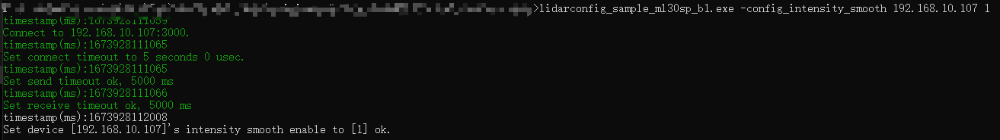 >lidarconfig_sample_ml30sp_b1.exe -config_intensity_smooth 192.168.10.107 1
timestamp(ms):1673928111059
Connect to 192.168.10.107:3000.
timestamp(ms):1673928111065
Set connect timeout to 5 seconds 0 usec.
timestamp(ms):1673928111065
Set send timeout ok, 5000 ms
timestamp(ms):1673928111066
Set receive timeout ok, 5000 ms
timestamp(ms):1673928112008
Set device [192.168.10.107]'s intensity smooth enable to [1] ok.